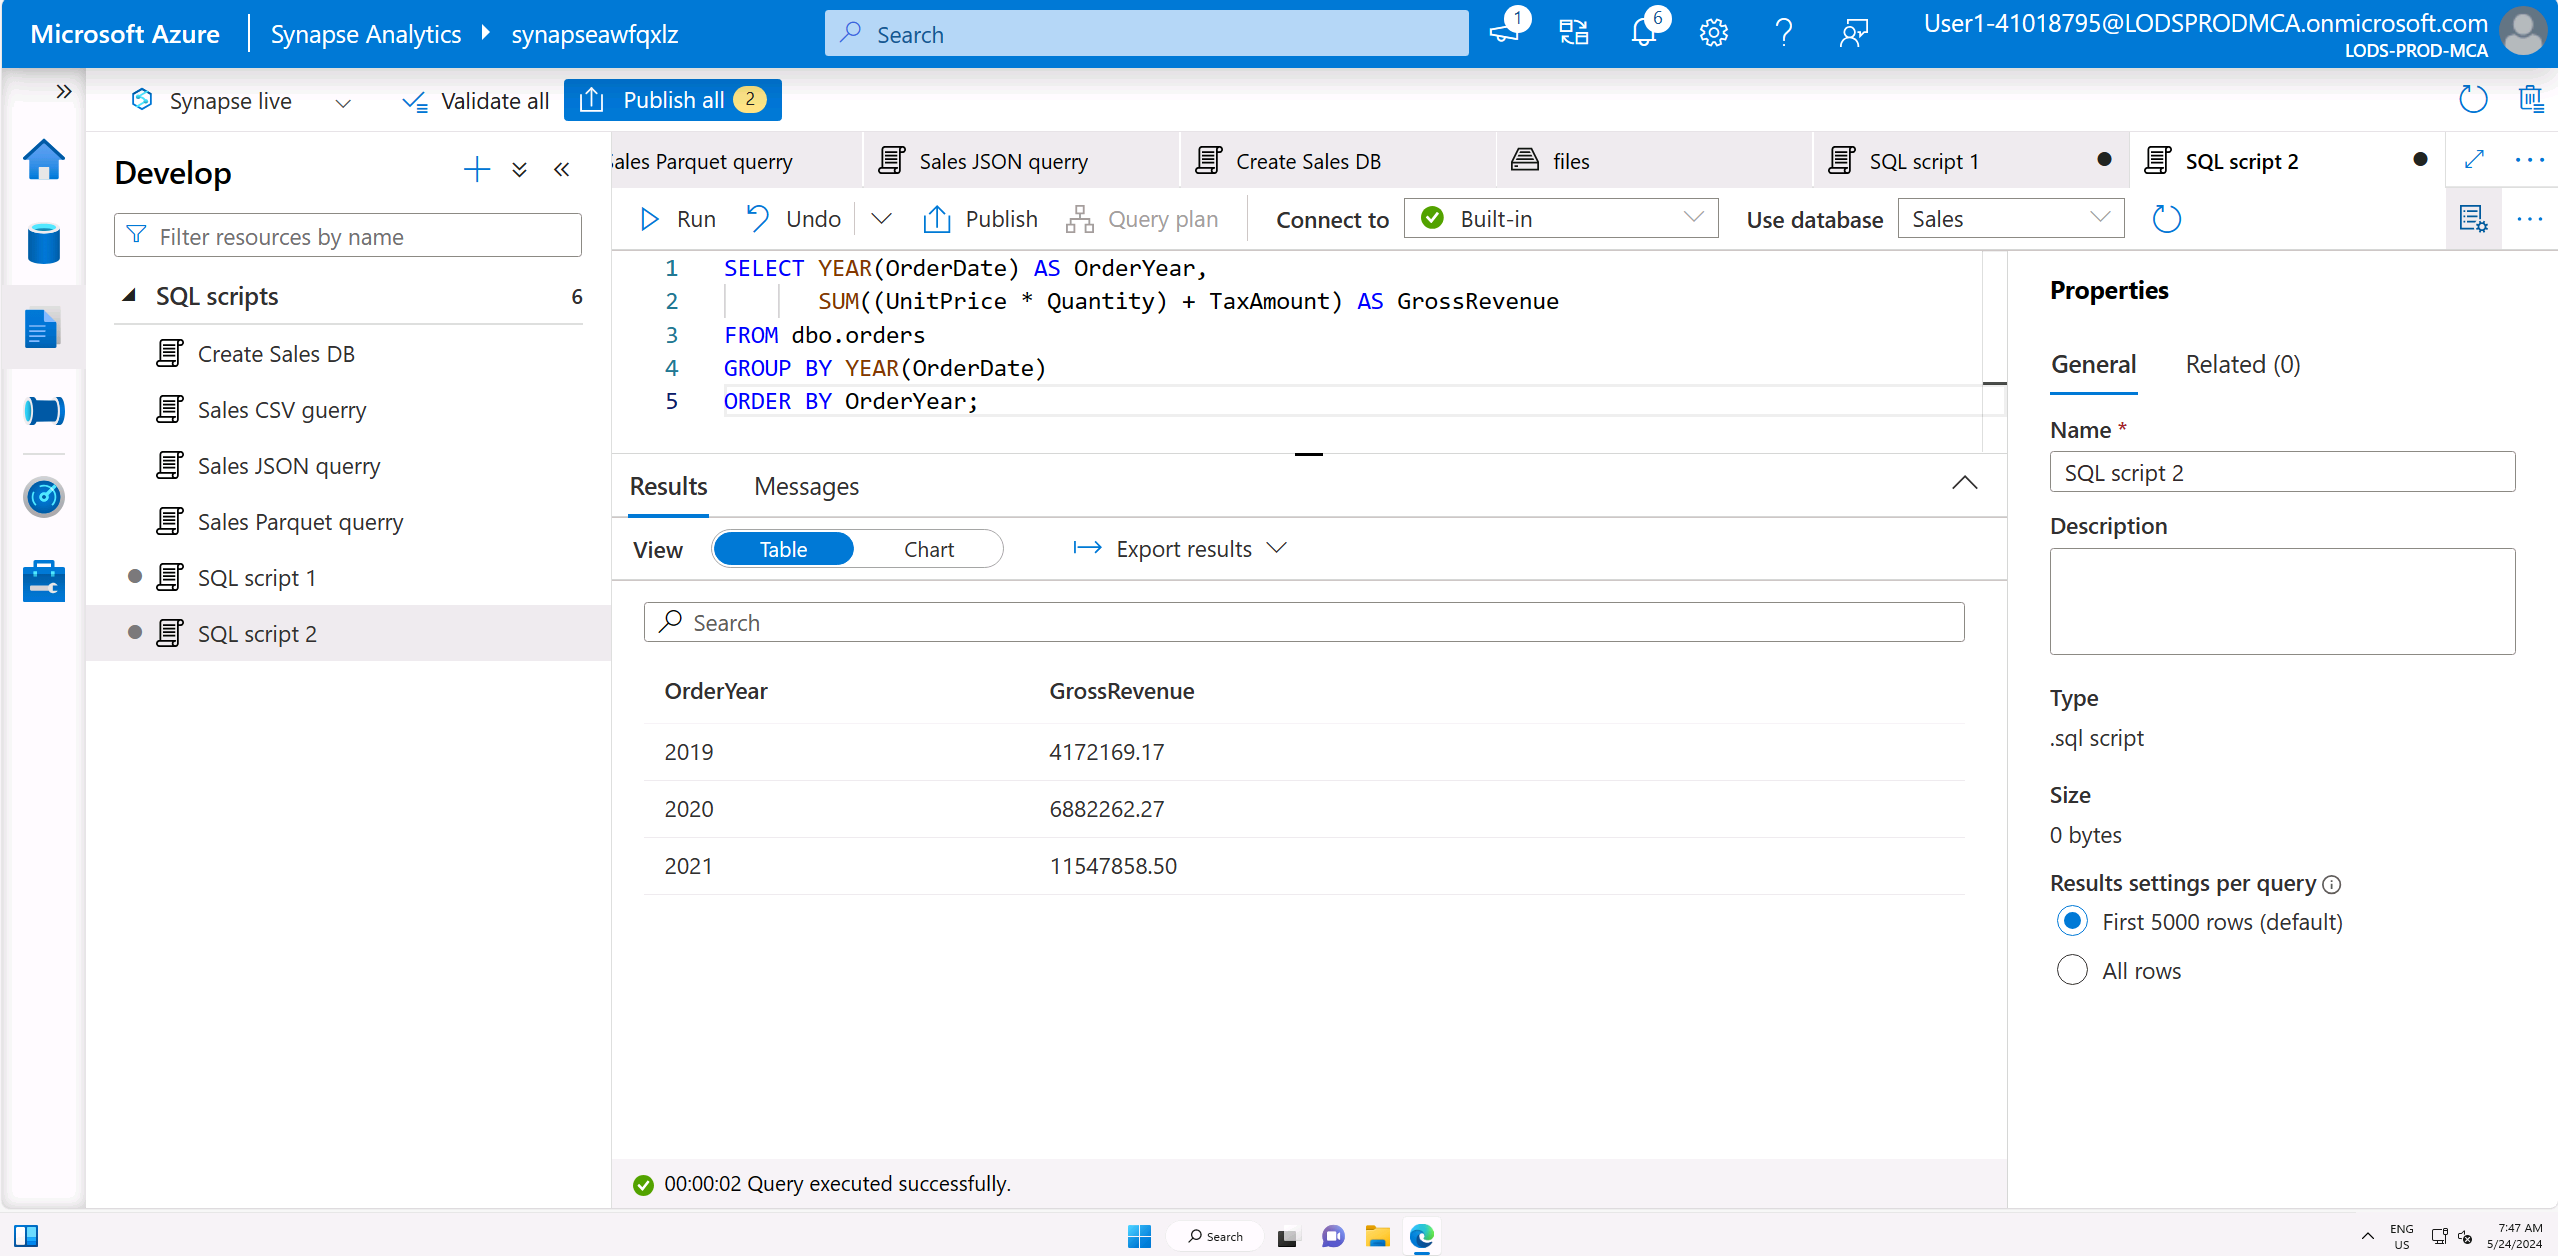 Microsoft Azure
Synapse Analytics
synapseawfqxlz
Search
1
6
User1-41018795@LODSPRODMCA.onmicrosoft.com
LODS-PROD-MCA
Synapse live
Validate all
Publish all 2
Develop
Filter resources by name
SQL scripts 6
Create Sales DB
Sales CSV guerry
Sales JSON querry
Sales Parquet querry
SQL script 1
SQL script 2
ales Parquet querry
Sales JSON querry
Create Sales DB
files
SQL script 1
SQL script 2
Run
Undo
Publish
Query plan
Connect to
Built-in
Use database
Sales
1 SELECT YEAR(OrderDate) AS OrderYear,
2 SUM((UnitPrice * Quantity) + TaxAmount) AS GrossRevenue
3 FROM dbo.orders
4 GROUP BY YEAR(OrderDate)
5 ORDER BY OrderYear;
Results
Messages
View
Table
Chart
Export results
Search
OrderYear GrossRevenue
2019 4172169.17
2020 6882262.27
2021 11547858.50
00:00:02 Query executed successfully.
Properties
General
Related (0)
Name *
SQL script 2
Description
Type
.sql script
Size
0 bytes
Results settings per query
First 5000 rows (default)
All rows
Search
ENG
US
7:47 AM
5/24/2024